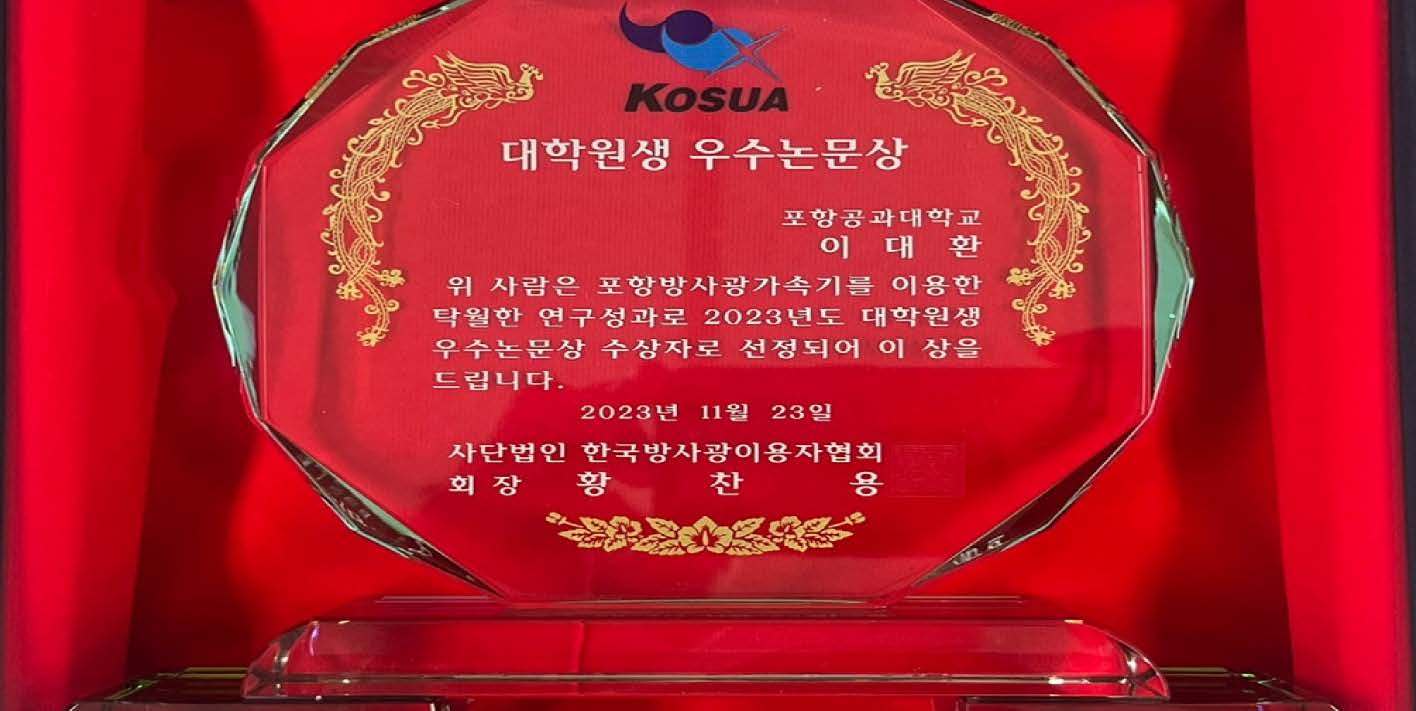 KOSUA
대학원생 우수논문상
포항공과대학교
이 대 환
위 사람은 포항방사광가속기를 이용한
탁월한 연구성과로 2023년도 대학원생
우수논문상 수상자로 선정되어 이 상을
드립니다.
2023년 11월 23일
사단법인 한국방사광이용자협회
회장 황 찬 용